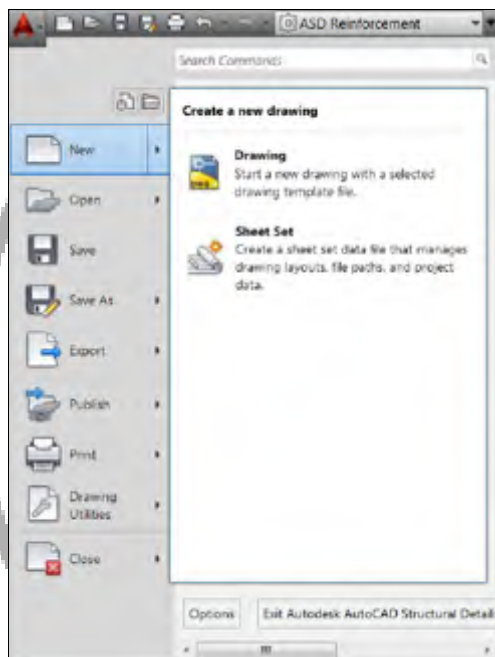 ASD Reinforcement
Search Commands
Create a new drawing
New
Drawing
Start a new drawing with a selected
drawing template file.
Open
Sheet Set
Create a sheet set data file that manages
drawing layouts, file paths, and project
data.
Save
Save As
Export
Publish
Print
Drawing
Utilities
Close
Options
Exit Autodesk AutoCAD Structural Detail